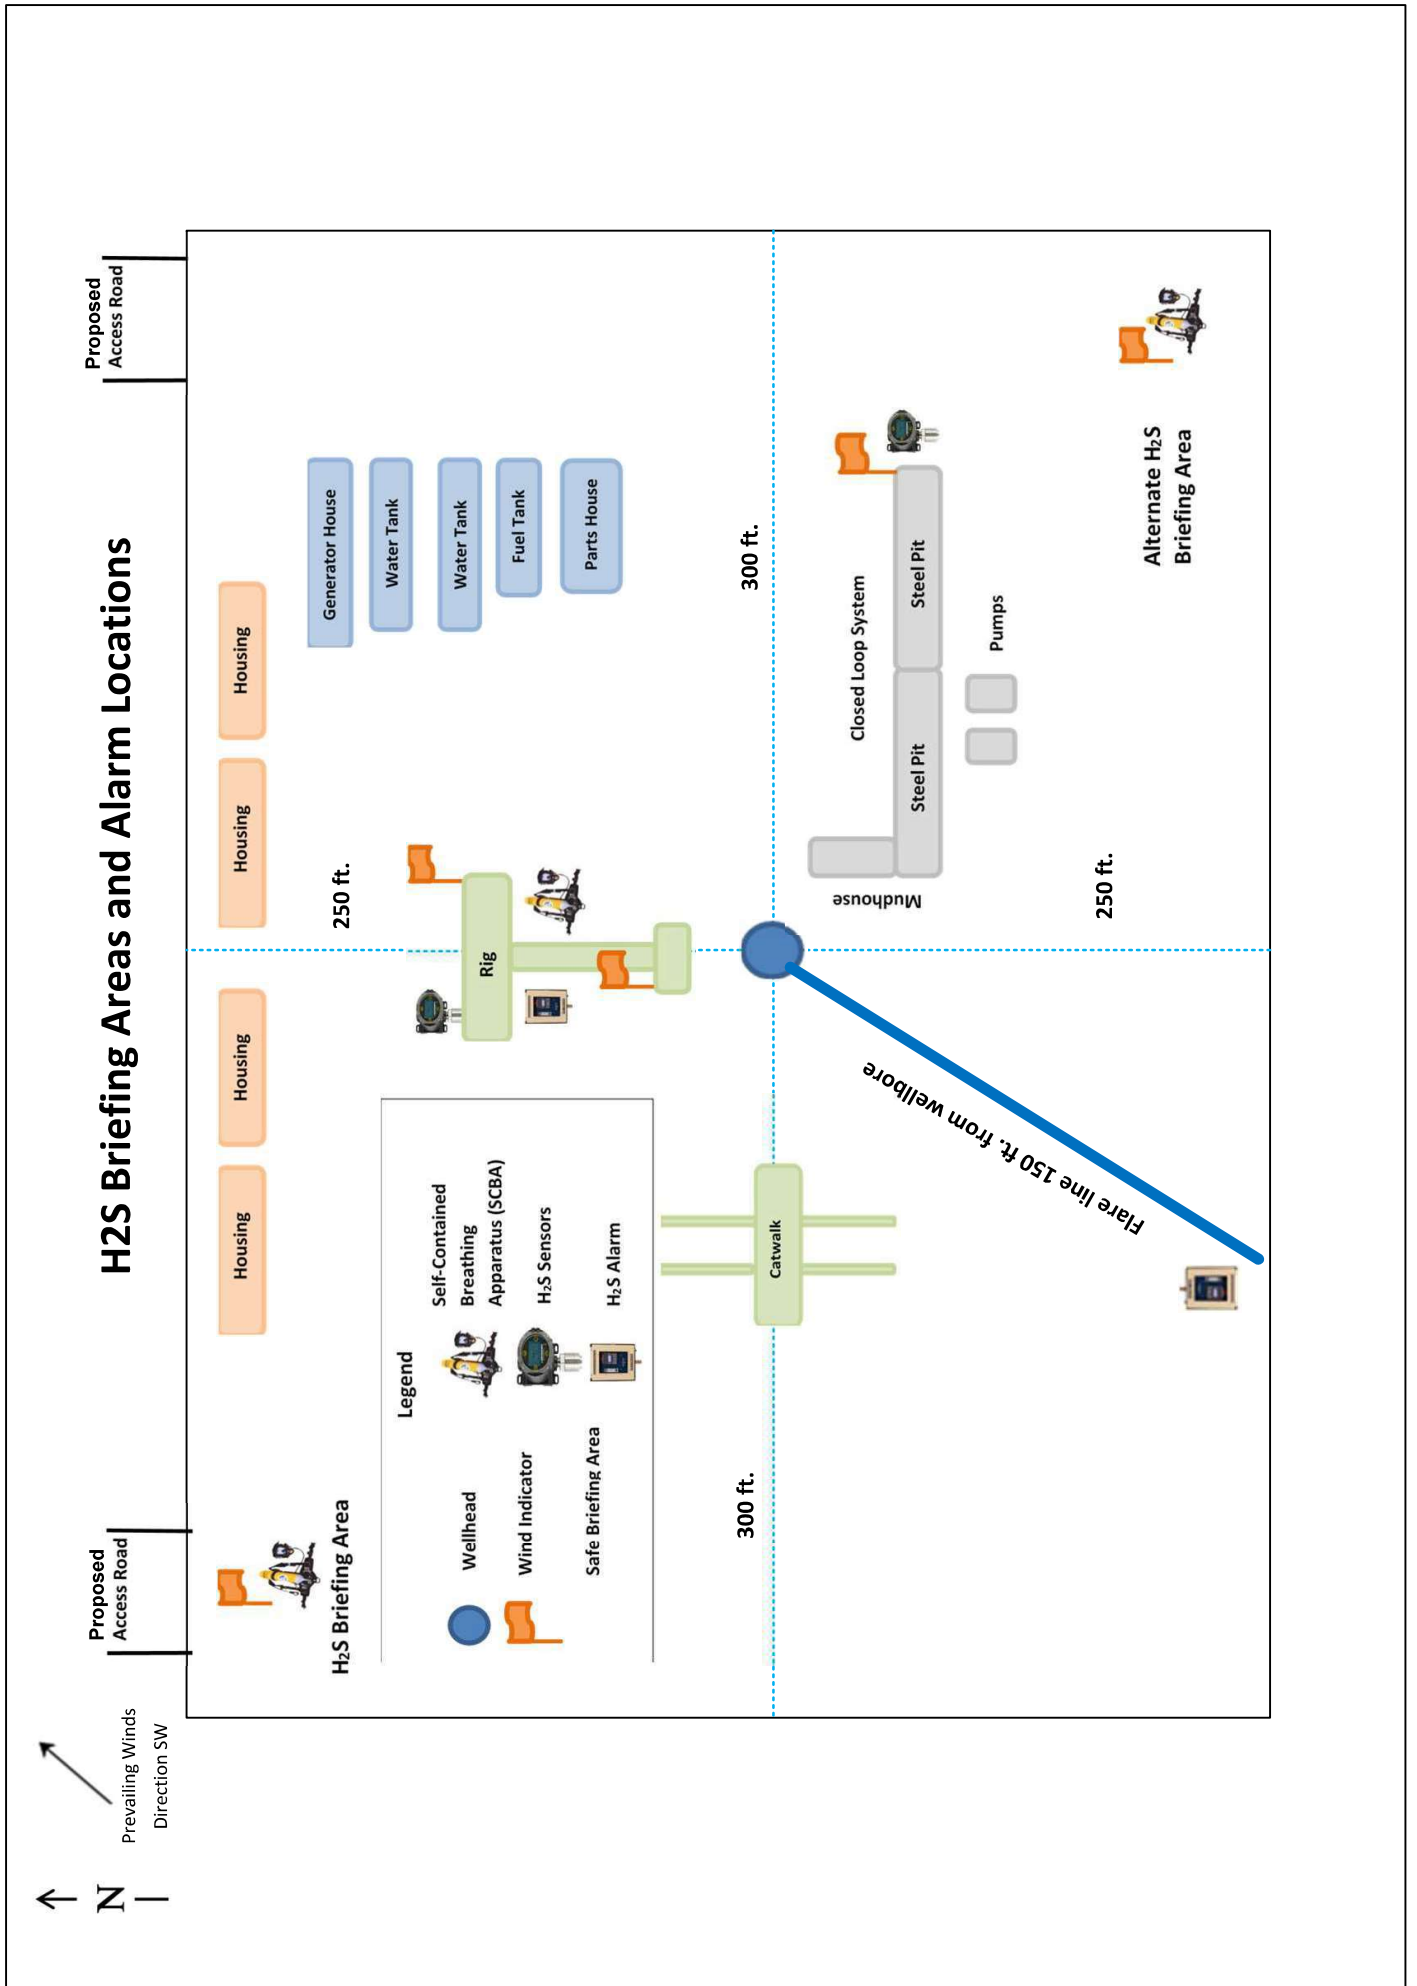 H2S Briefing Areas and Alarm Locations
N
Prevailing Winds
Direction SW
Proposed
Access Road
Proposed
Access Road
Housing
Housing
Housing
Housing
H₂S Briefing Area
250 ft.
Generator House
Water Tank
Water Tank
Fuel Tank
Parts House
Rig
Legend
Wellhead
Wind Indicator
Safe Briefing Area
Self-Contained
Breathing
Apparatus (SCBA)
H₂S Sensors
H₂S Alarm
300 ft.
300 ft.
Catwalk
Mudhouse
Closed Loop System
Steel Pit
Steel Pit
Pumps
Flare line 150 ft. from wellbore
250 ft.
Alternate H₂S
Briefing Area